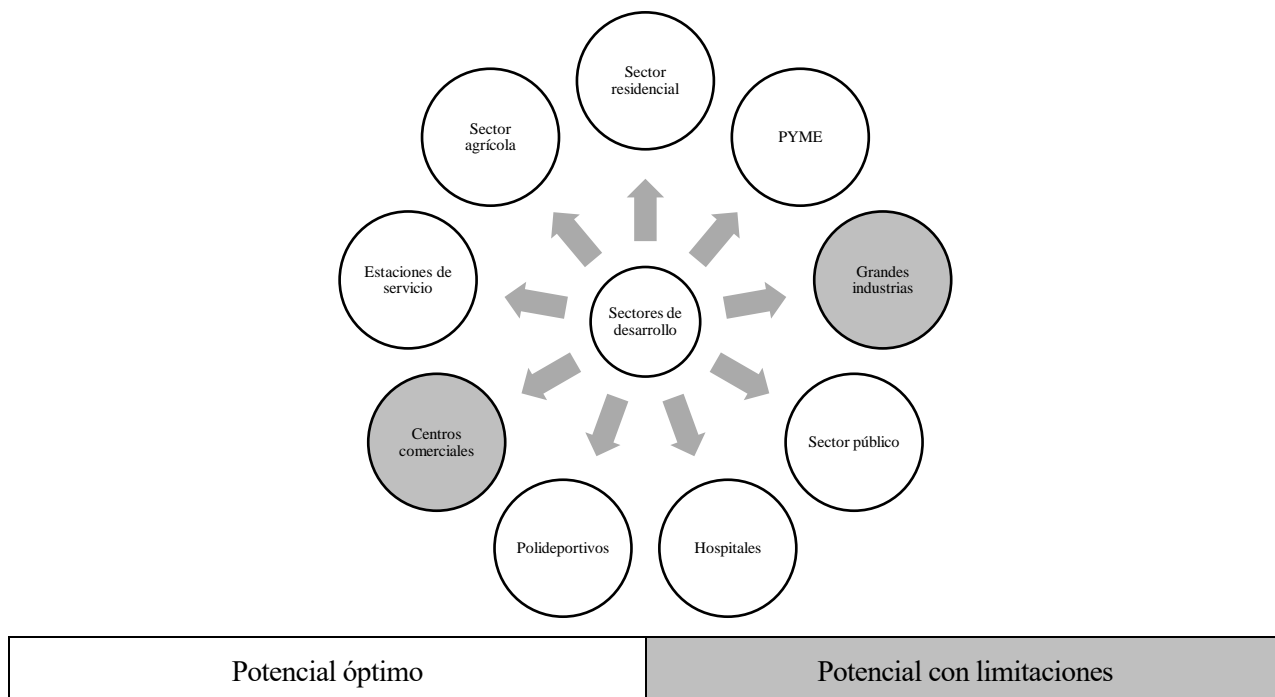 Sector
residencial
PYME
Grandes
industrias
Sector público
Hospitales
Polideportivos
Centros
comerciales
Estaciones de
servicio
Sector
agrícola
Sectores de
desarrollo
Potencial óptimo
Potencial con limitaciones